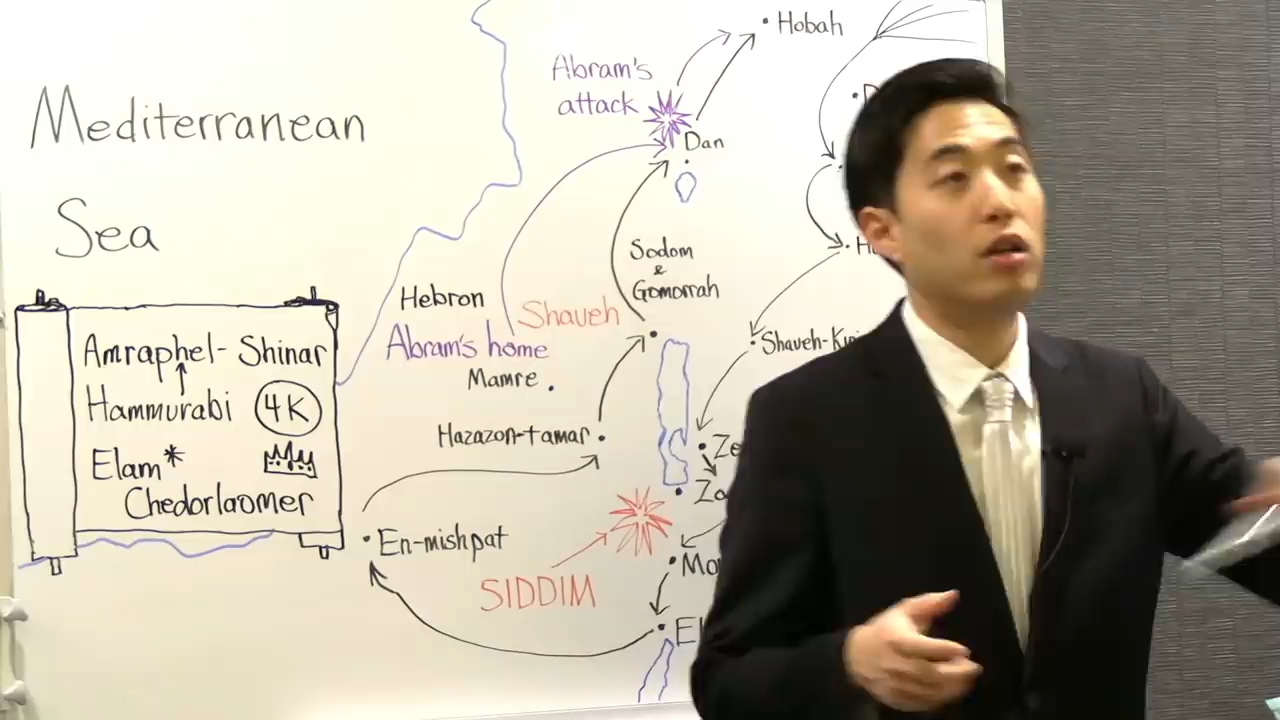 Hobah
Abram's
attack
Mediterranean
Dan
Sea
Sodom
&
Gomorrah
Hebron
Shaveh
Abram's home
Mamre
Amraphel- Shinar
Hammurabi 4K
Elam*
Chedorlaomer
Hazazon-tamar
En-mishpat
SIDDIM